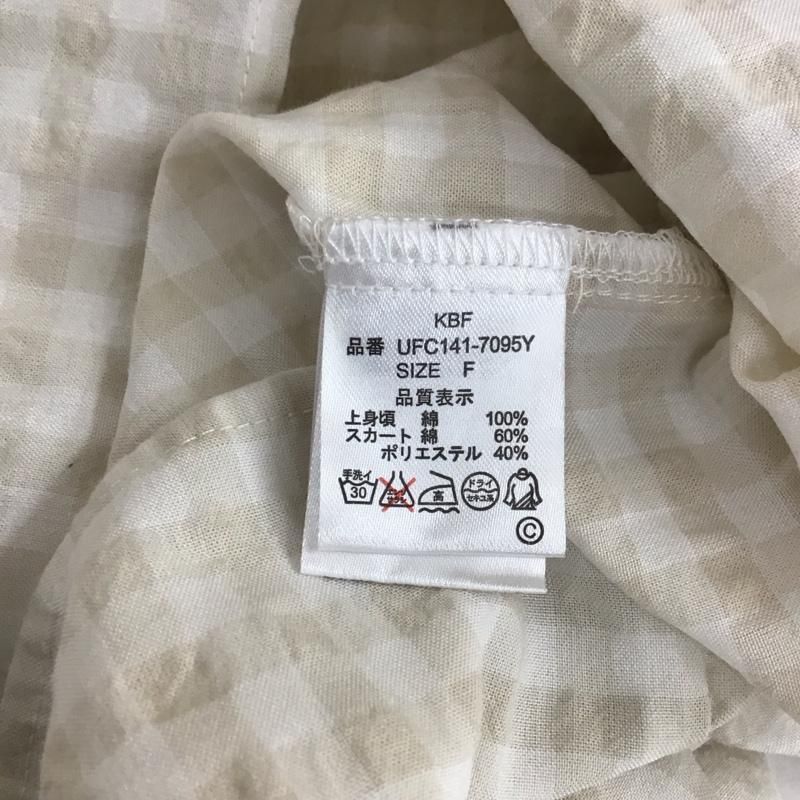 KBF
品番 UFC141-7095Y
SIZE F
品質表示
上身頃 綿 100%
スカート 綿 60%
ポリエステル 40%
手洗イ 30 高 ドライ セキユ系
©